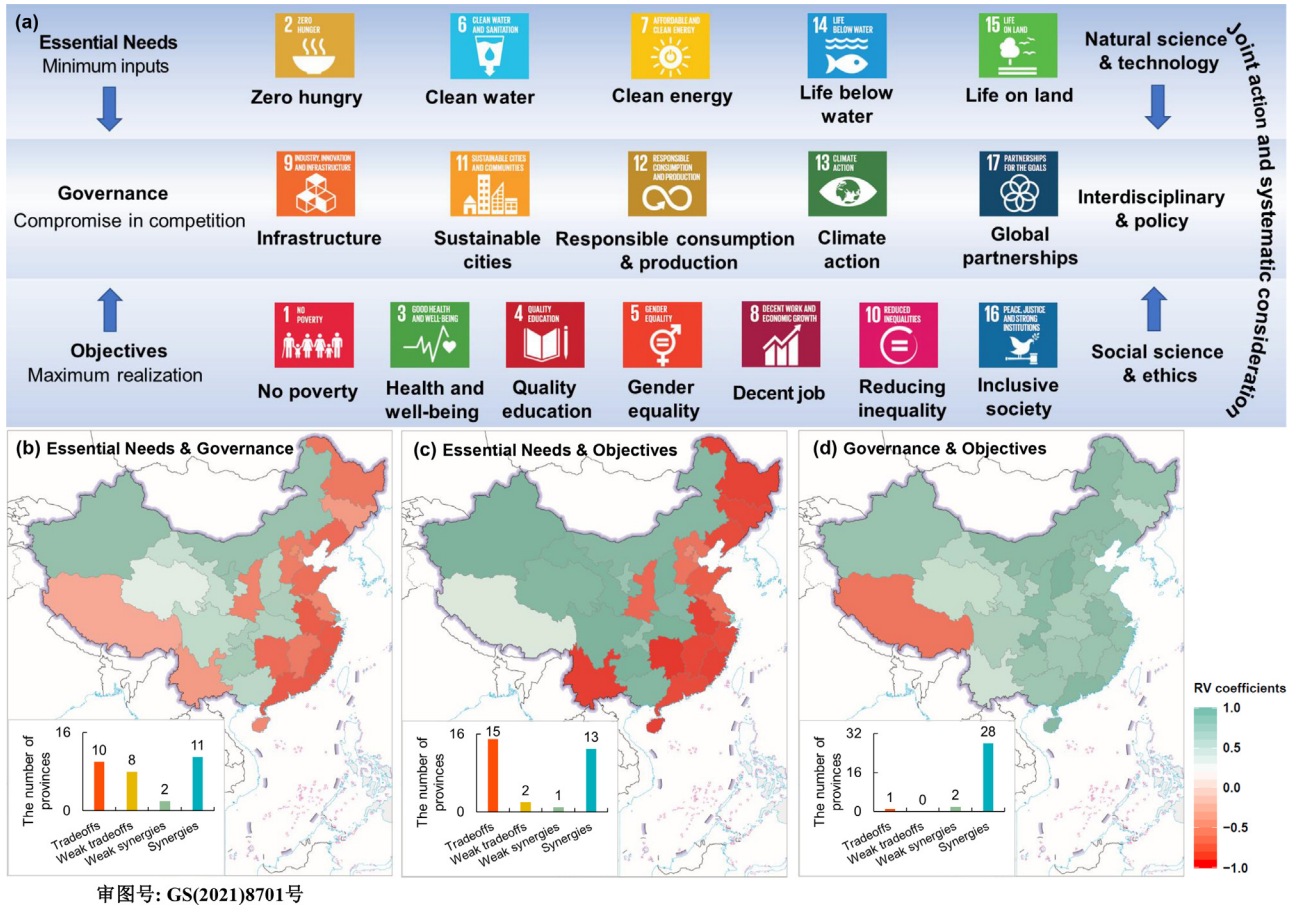 (a)
Essential Needs
Minimum inputs
2 ZERO
HUNGER
Zero hungry
6 CLEAN WATER
AND SANITATION
Clean water
7 AFFORDABLE AND
CLEAN ENERGY
Clean energy
14 LIFE
BELOW WATER
Life below
water
15 LIFE
ON LAND
Life on land
Natural science
& technology
Joint action and systematic consideration
Governance
Compromise in competition
9 INDUSTRY, INNOVATION
AND INFRASTRUCTURE
Infrastructure
11 SUSTAINABLE CITIES
AND COMMUNITIES
Sustainable
cities
12 RESPONSIBLE
CONSUMPTION
AND PRODUCTION
Responsible consumption
& production
13 CLIMATE
ACTION
Climate
action
17 PARTNERSHIPS
FOR THE GOALS
Global
partnerships
Interdisciplinary
& policy
Objectives
Maximum realization
1 NO
POVERTY
No poverty
3 GOOD HEALTH
AND WELL-BEING
Health and
well-being
4 QUALITY
EDUCATION
Quality
education
5 GENDER
EQUALITY
Gender
equality
8 DECENT WORK AND
ECONOMIC GROWTH
Decent job
10 REDUCED
INEQUALITIES
Reducing
inequality
16 PEACE, JUSTICE
AND STRONG
INSTITUTIONS
Inclusive
society
Social science
& ethics
(b) Essential Needs & Governance
The number of
provinces
16
0
10
8
2
11
Tradeoffs
Weak tradeoffs
Weak synergies
Synergies
(c) Essential Needs & Objectives
The number of
provinces
16
0
15
2
1
13
Tradeoffs
Weak tradeoffs
Weak synergies
Synergies
(d) Governance & Objectives
The number of
provinces
32
16
0
1
0
2
28
Tradeoffs
Weak tradeoffs
Weak synergies
Synergies
RV coefficients
1.0
0.5
0.0
−0.5
−1.0
审图号: GS(2021)8701号